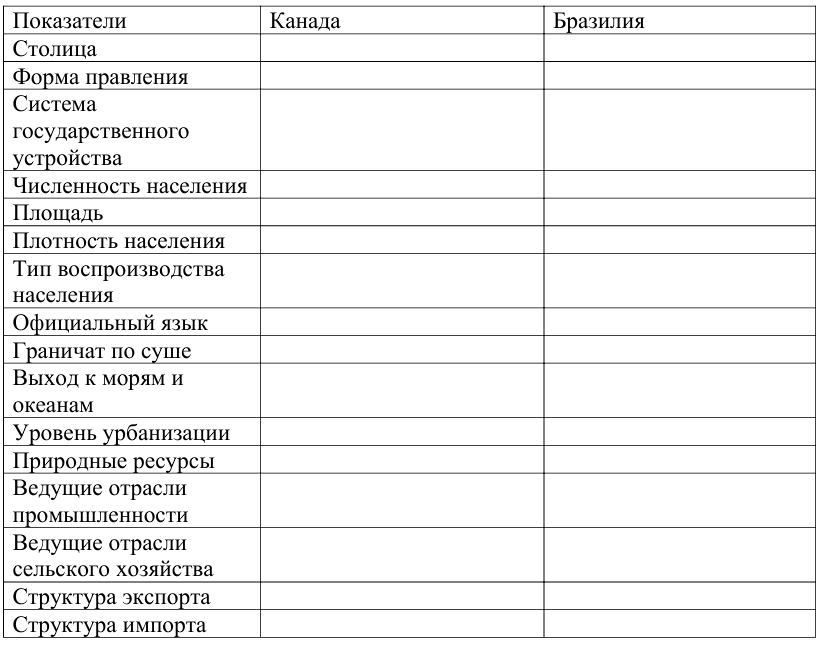 Показатели Канада Бразилия
Столица
Форма правления
Система
государственного
устройства
Численность населения
Площадь
Плотность населения
Тип воспроизводства
населения
Официальный язык
Граничат по суше
Выход к морям и
океанам
Уровень урбанизации
Природные ресурсы
Ведущие отрасли
промышленности
Ведущие отрасли
сельского хозяйства
Структура экспорта
Структура импорта